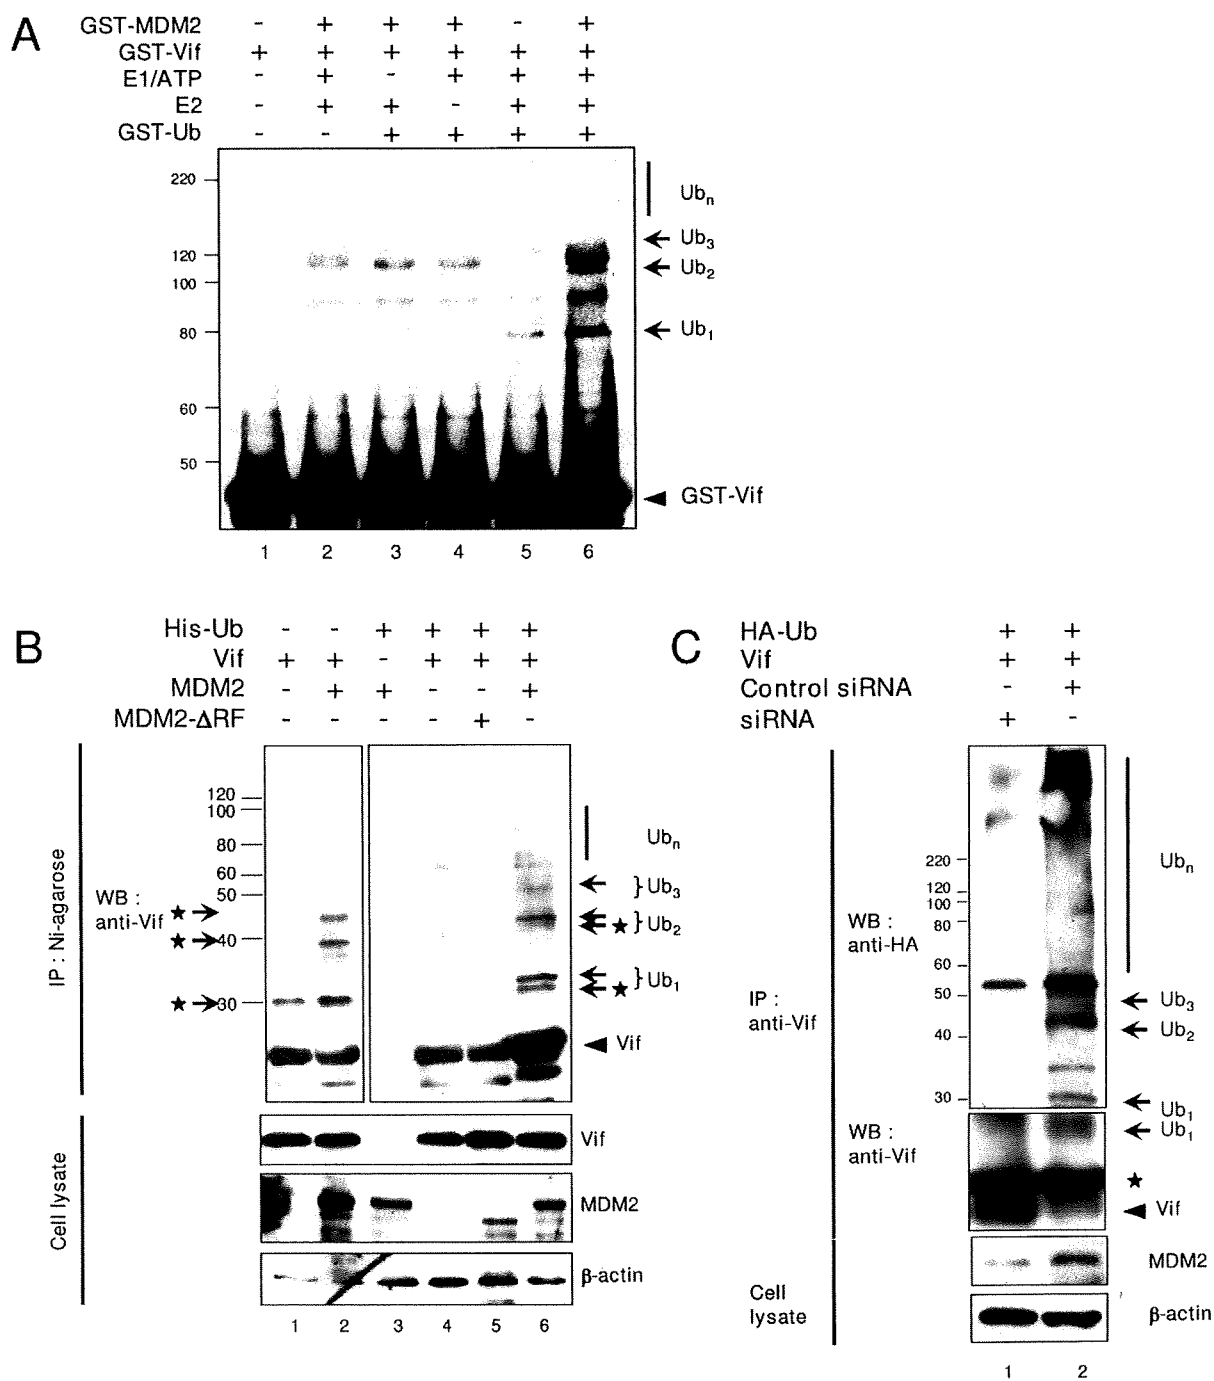 A
GST-MDM2 - + + + - +
GST-Vif + + + + + +
E1/ATP - + - + + +
E2 - + + - + +
GST-Ub - - + + + +
220
Ubn
Ub3
120
Ub2
100
80
Ub1
60
50
GST-Vif
1 2 3 4 5 6
B
His-Ub - - + + + +
Vif + + - + + +
MDM2 - + + - - +
MDM2-ΔRF - - - - + -
IP : Ni-agarose
WB :
anti-Vif
120
100
80
60
50
40
30
Ubn
}Ub3
★ }Ub2
}Ub1
★
★
★
★
Vif
Cell lysate
Vif
MDM2
β-actin
1 2 3 4 5 6
C
HA-Ub + +
Vif + +
Control siRNA - +
siRNA + -
IP :
anti-Vif
WB :
anti-HA
220
120
100
80
60
50
40
30
Ubn
Ub3
Ub2
Ub1
WB :
anti-Vif
Ub1
★
Vif
Cell
lysate
MDM2
β-actin
1 2